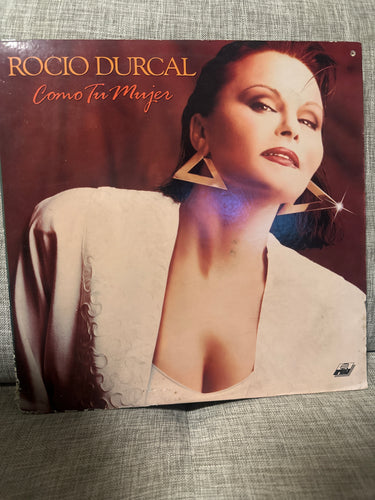 ROCIO DURCAL
Como Tu Mujer